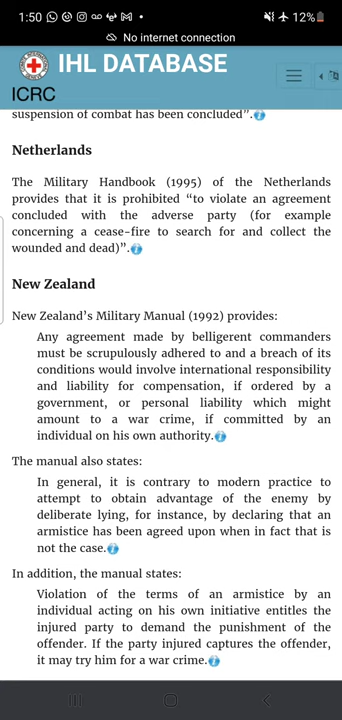 1:50
12%
No internet connection
IHL DATABASE
ICRC
suspension of combat has been concluded".
Netherlands
The Military Handbook (1995) of the Netherlands
provides that it is prohibited "to violate an agreement
concluded with the adverse party (for example
concerning a cease-fire to search for and collect the
wounded and dead)".
New Zealand
New Zealand's Military Manual (1992) provides:
Any agreement made by belligerent commanders
must be scrupulously adhered to and a breach of its
conditions would involve international responsibility
and liability for compensation, if ordered by a
government, or personal liability which might
amount to a war crime, if committed by an
individual on his own authority.
The manual also states:
In general, it is contrary to modern practice to
attempt to obtain advantage of the enemy by
deliberate lying, for instance, by declaring that an
armistice has been agreed upon when in fact that is
not the case.
In addition, the manual states:
Violation of the terms of an armistice by an
individual acting on his own initiative entitles the
injured party to demand the punishment of the
offender. If the party injured captures the offender,
it may try him for a war crime.